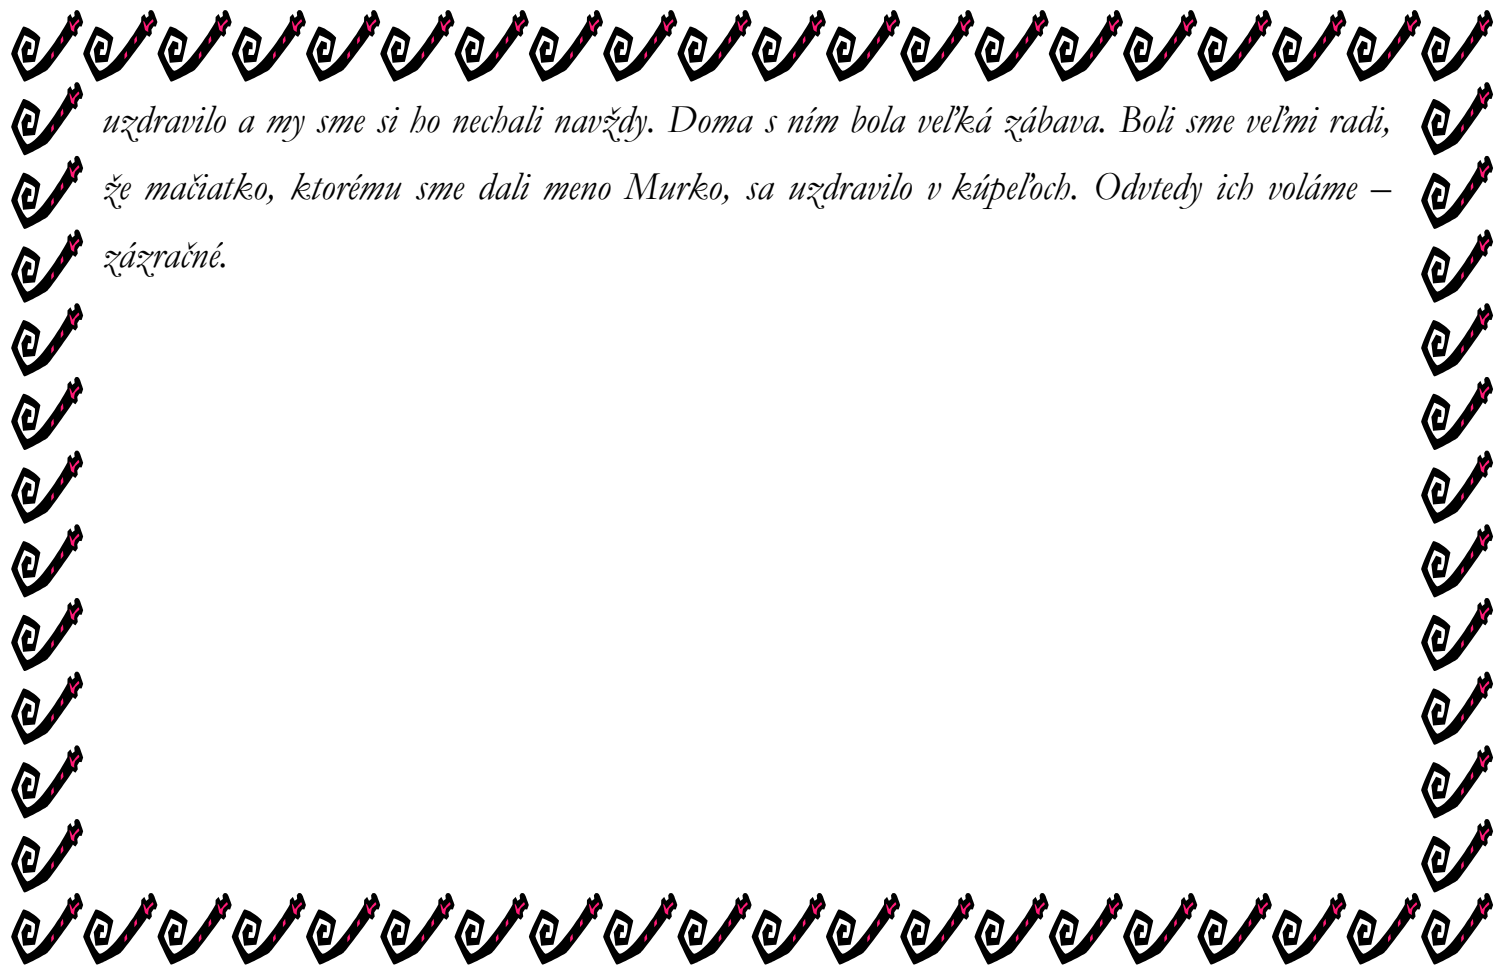 uzdravilo a my sme si ho nechali navždy. Doma s ním bola veľká zábava. Boli sme veľmi radi,
že mačiatko, ktorému sme dali meno Murko, sa uzdravilo v kúpeľoch. Odvtedy ich voláme –
zázračné.